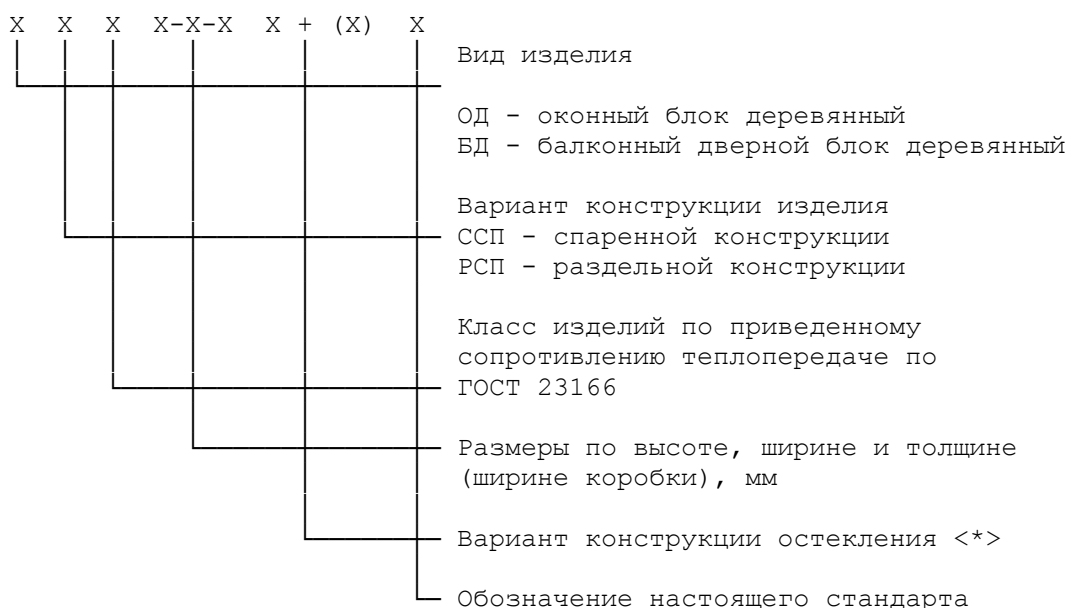 Х Х Х Х-Х-Х Х + (Х) Х
Вид изделия
ОД - оконный блок деревянный
БД - балконный дверной блок деревянный
Вариант конструкции изделия
ССП - спаренной конструкции
РСП - раздельной конструкции
Класс изделий по приведенному
сопротивлению теплопередаче по
ГОСТ 23166
Размеры по высоте, ширине и толщине
(ширине коробки), мм
Вариант конструкции остекления <*>
Обозначение настоящего стандарта